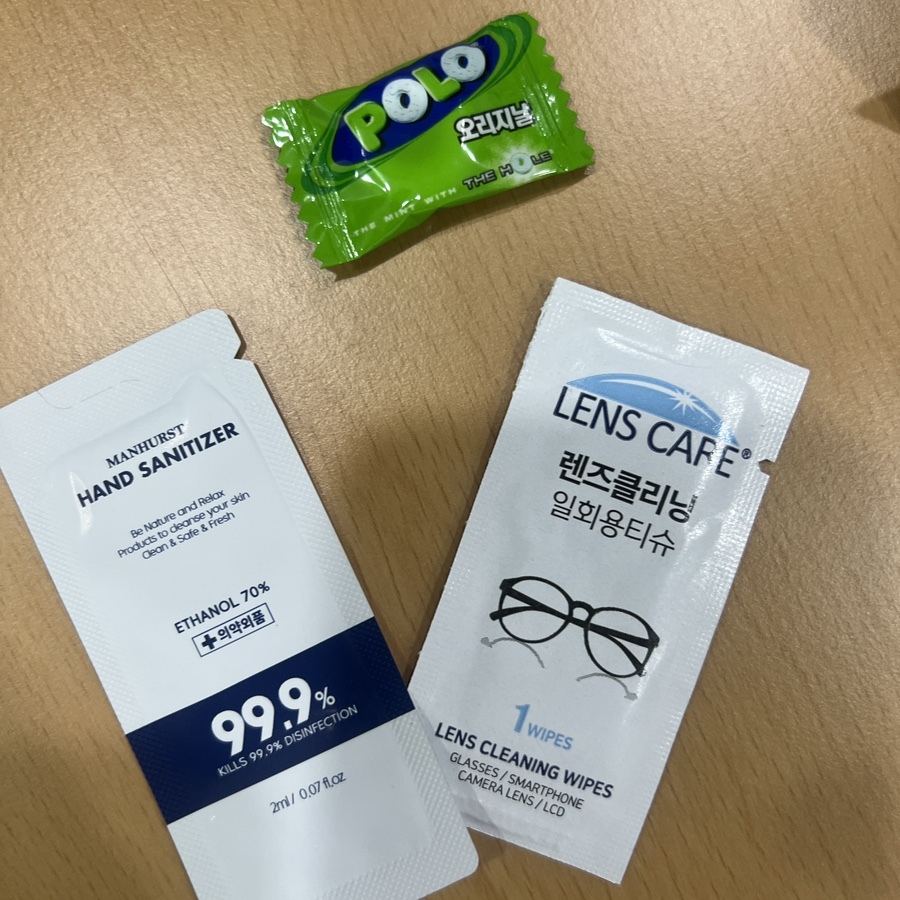 POLO
오리지날
THE MINT WITH THE HOLE
MANHURST
HAND SANITIZER
Be Nature and Relax
Products to cleanse your skin
Clean & Safe & Fresh
ETHANOL 70%
+의약외품
99.9%
KILLS 99.9% DISINFECTION
2ml / 0.07 fl.oz
LENS CARE®
렌즈클리닝
일회용티슈
1 WIPES
LENS CLEANING WIPES
GLASSES / SMARTPHONE
CAMERA LENS / LCD